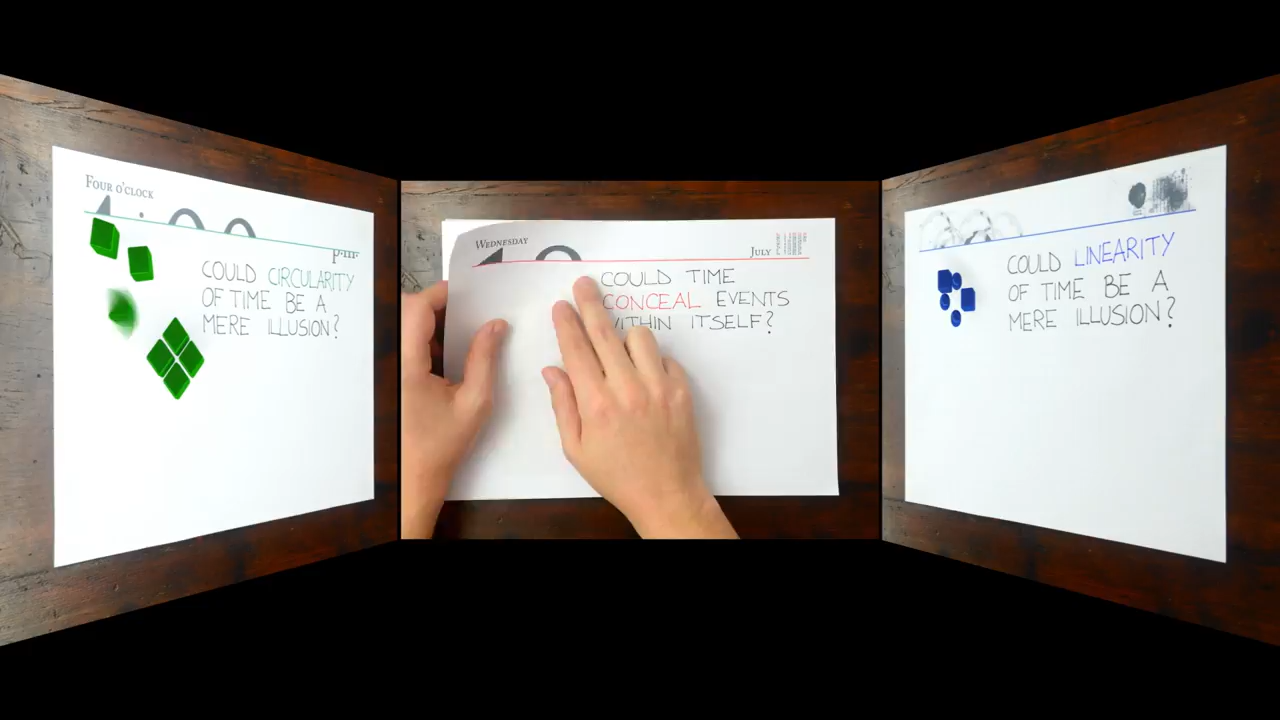 Four o'clock
p.m.
COULD CIRCULARITY
OF TIME BE A
MERE ILLUSION?
Wednesday
July
COULD TIME
CONCEAL EVENTS
WITHIN ITSELF?
COULD LINEARITY
OF TIME BE A
MERE ILLUSION?